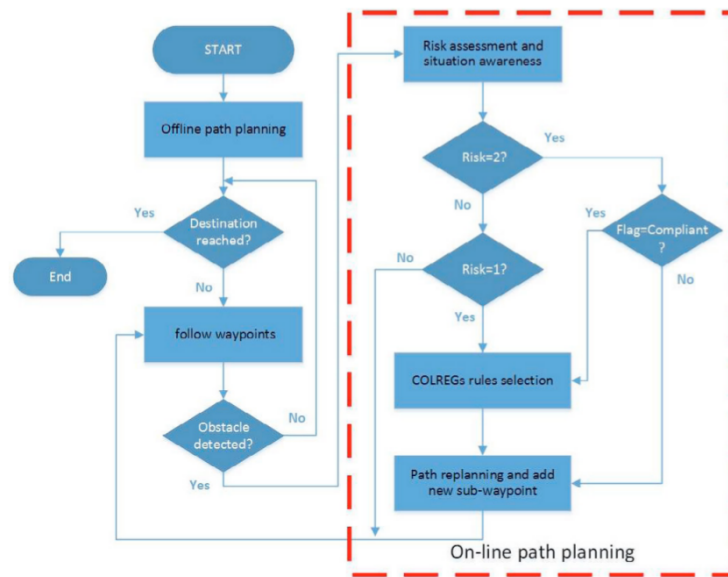 START
Offline path planning
Yes
Destination
reached?
End
No
follow waypoints
Obstacle
detected?
No
Yes
Risk assessment and
situation awareness
Risk=2?
Yes
No
Yes
Flag=Compliant
?
No
Risk=1?
No
Yes
COLREGs rules selection
Path replanning and add
new sub-waypoint
On-line path planning